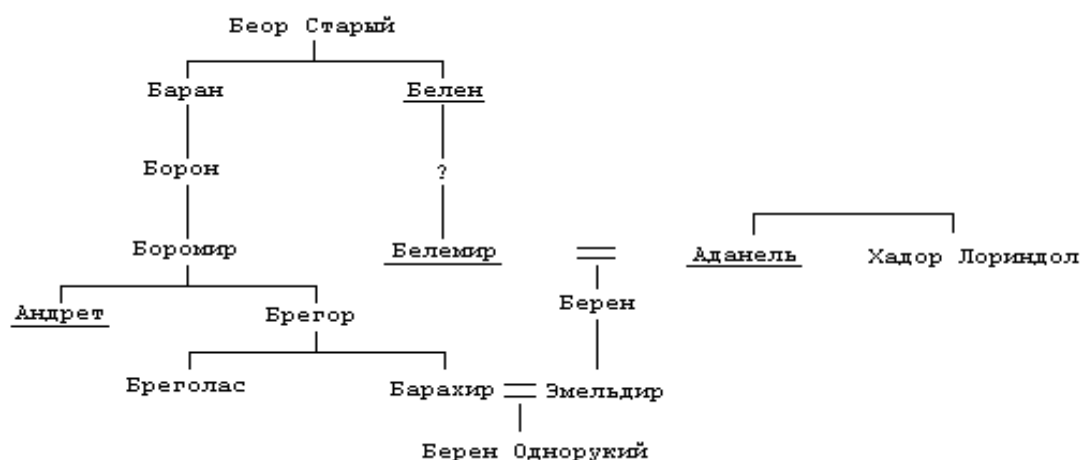 Беор Старый
Баран Белен
Борон ?
Боромир Белемир Аданель Хадор Лориндол
Андрет Брегор Берен
Бреголас Барахир Эмельдир
Берен Однорукий